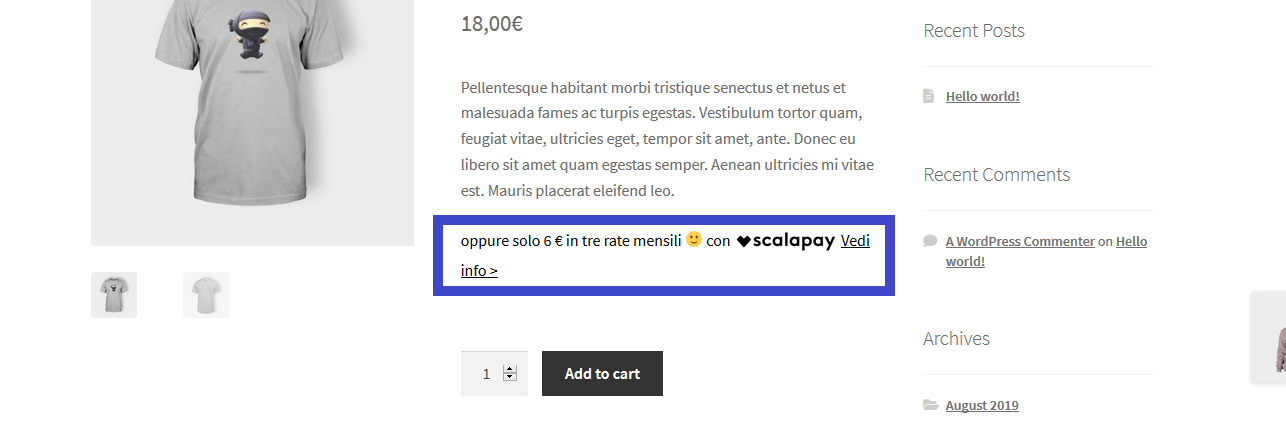 18,00€
Pellentesque habitant morbi tristique senectus et netus et
malesuada fames ac turpis egestas. Vestibulum tortor quam,
feugiat vitae, ultricies eget, tempor sit amet, ante. Donec eu
libero sit amet quam egestas semper. Aenean ultricies mi vitae
est. Mauris placerat eleifend leo.
oppure solo 6 € in tre rate mensili 🙂 con scalapay Vedi
info >
1
Add to cart
Recent Posts
Hello world!
Recent Comments
A WordPress Commenter on Hello
world!
Archives
August 2019